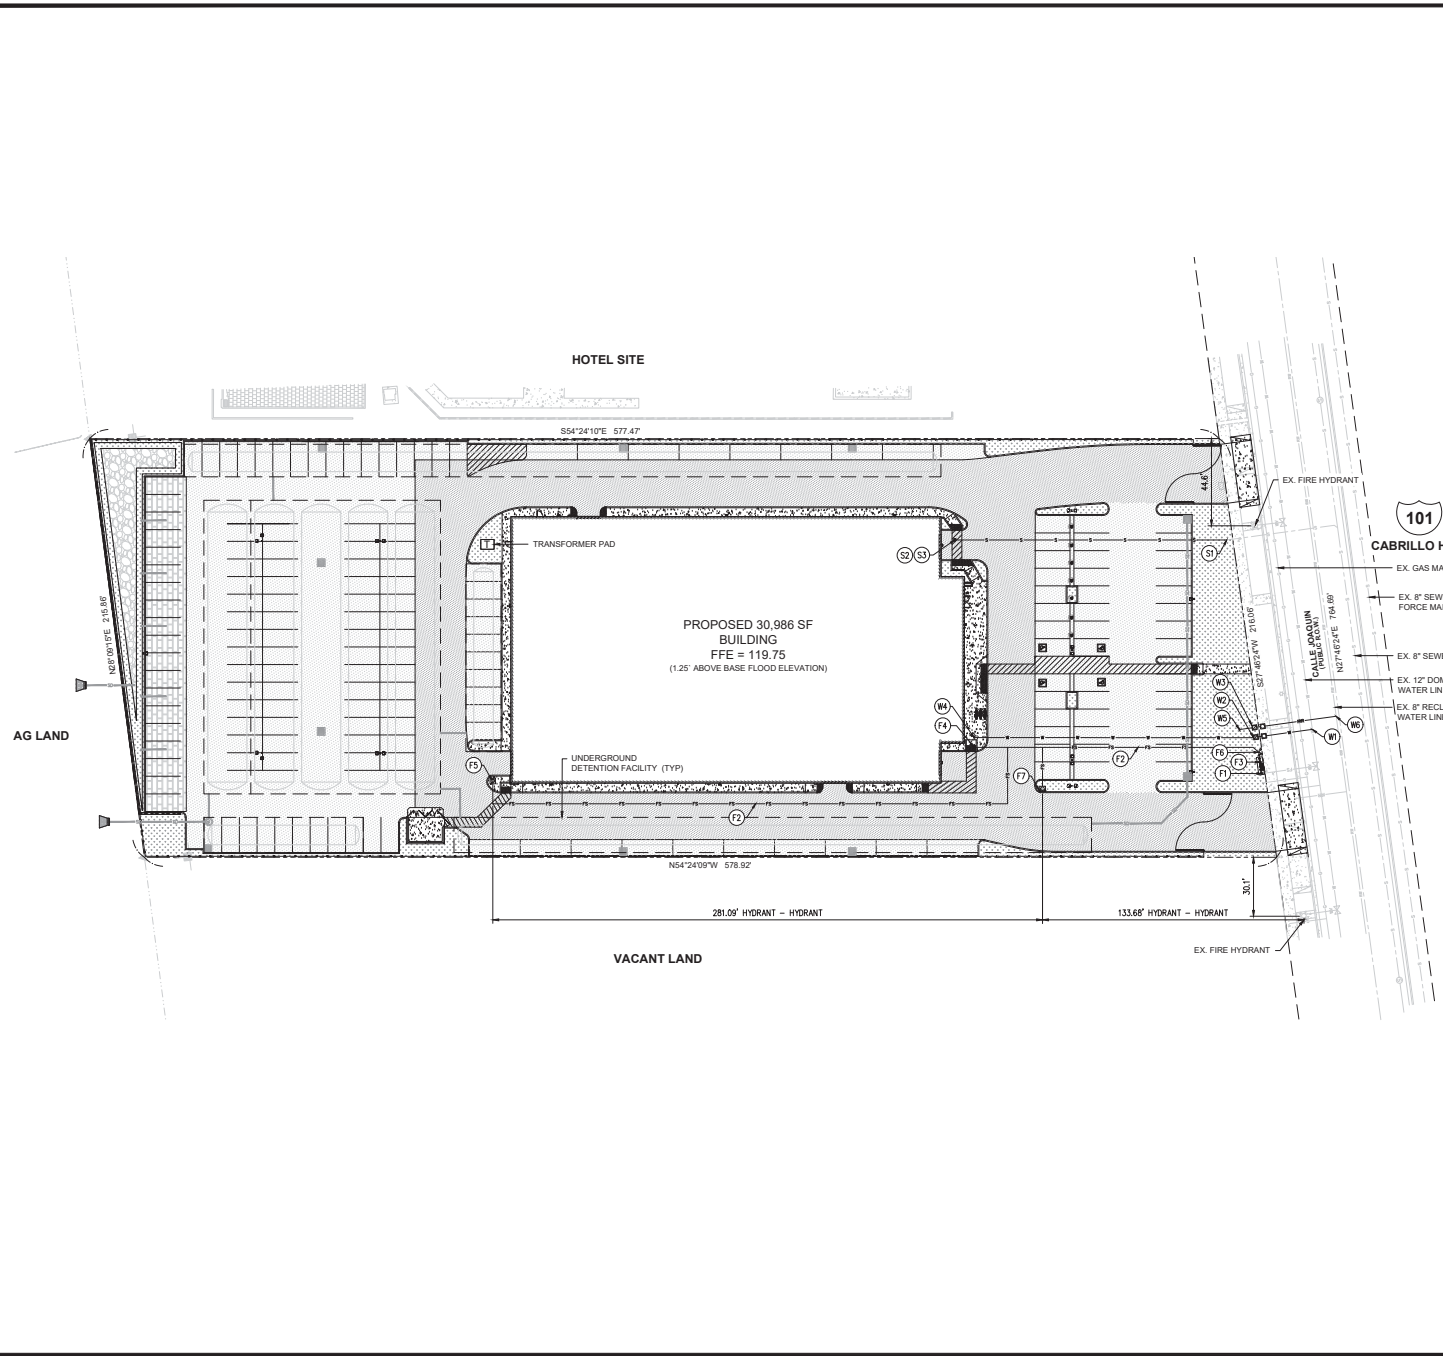 HOTEL SITE
S54°24'10"E 577.47'
44.6'
EX. FIRE HYDRANT
101
CABRILLO H
TRANSFORMER PAD
S2
S3
S1
EX. GAS MA
EX. 8" SEW
FORCE MA
N28°09'15"E 215.86'
PROPOSED 30,986 SF
BUILDING
FFE = 119.75
(1.25' ABOVE BASE FLOOD ELEVATION)
S27°46'24"W 216.06'
CALLE JOAQUIN
(PUBLIC R.O.W.)
N27°46'24"E 764.69'
EX. 8" SEWE
EX. 12" DOM
WATER LIN
EX. 8" RECL
WATER LINE
W3
W2
W5
W4
F4
W6
W1
AG LAND
UNDERGROUND
DETENTION FACILITY (TYP)
F5
F2
F6
F3
F1
F7
F2
N54°24'09"W 578.92'
30.1'
281.09' HYDRANT - HYDRANT
133.68' HYDRANT - HYDRANT
EX. FIRE HYDRANT
VACANT LAND